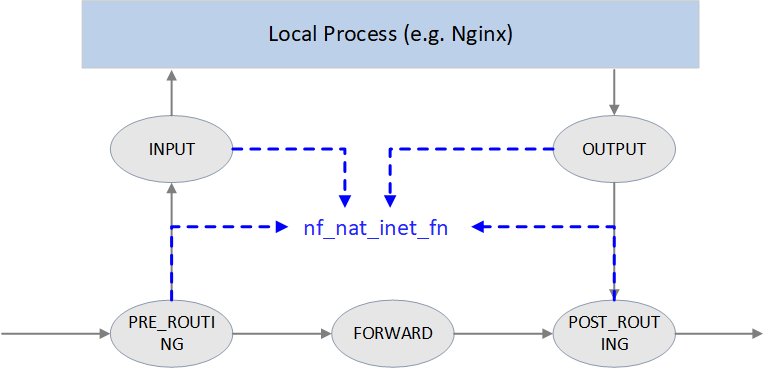 Local Process (e.g. Nginx)
INPUT
OUTPUT
nf_nat_inet_fn
PRE_ROUTI
NG
FORWARD
POST_ROUT
ING